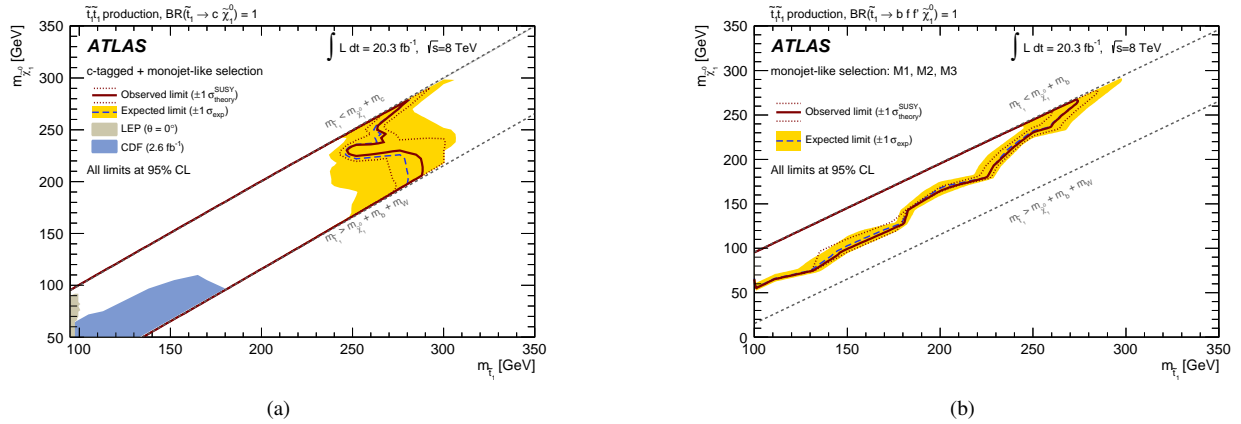 t̃₁t̃₁ production, BR(t̃₁ → c χ̃₁⁰) = 1
ATLAS
∫ L dt = 20.3 fb⁻¹, √s=8 TeV
c-tagged + monojet-like selection
Observed limit (±1 σ_theory^SUSY)
Expected limit (±1 σ_exp)
LEP (θ = 0°)
CDF (2.6 fb⁻¹)
All limits at 95% CL
m_t̃₁ < m_χ̃₁⁰ + m_c
m_t̃₁ > m_χ̃₁⁰ + m_b + m_W
m_χ̃₁⁰ [GeV]
400
350
300
250
200
150
100
50
100 150 200 250 300 350
m_t̃₁ [GeV]
(a)
t̃₁t̃₁ production, BR(t̃₁ → b f f' χ̃₁⁰) = 1
ATLAS
∫ L dt = 20.3 fb⁻¹, √s=8 TeV
monojet-like selection: M1, M2, M3
Observed limit (±1 σ_theory^SUSY)
Expected limit (±1 σ_exp)
All limits at 95% CL
m_t̃₁ < m_χ̃₁⁰ + m_b
m_t̃₁ > m_χ̃₁⁰ + m_b + m_W
m_χ̃₁⁰ [GeV]
400
350
300
250
200
150
100
50
0
100 150 200 250 300 350
m_t̃₁ [GeV]
(b)